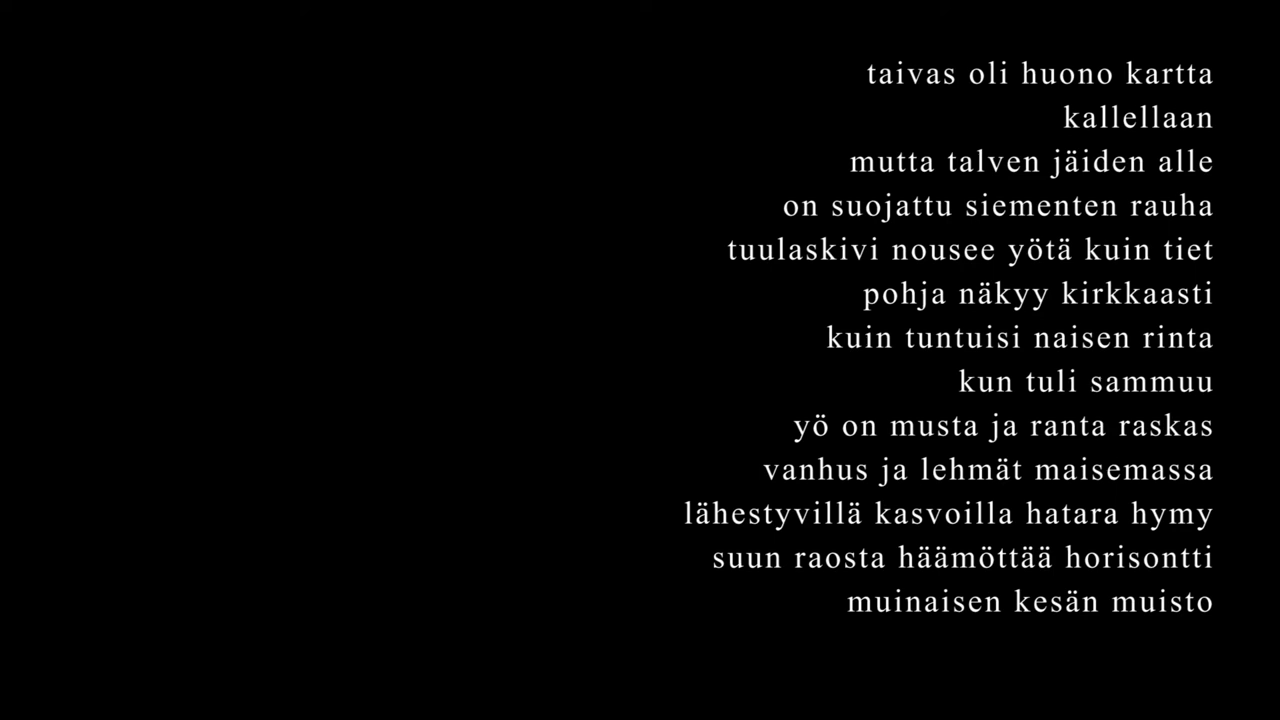 taivas oli huono kartta
kallellaan
mutta talven jäiden alle
on suojattu siementen rauha
tuulaskivi nousee yötä kuin tiet
pohja näkyy kirkkaasti
kuin tuntuisi naisen rinta
kun tuli sammuu
yö on musta ja ranta raskas
vanhus ja lehmät maisemassa
lähestyvillä kasvoilla hatara hymy
suun raosta häämöttää horisontti
muinaisen kesän muisto